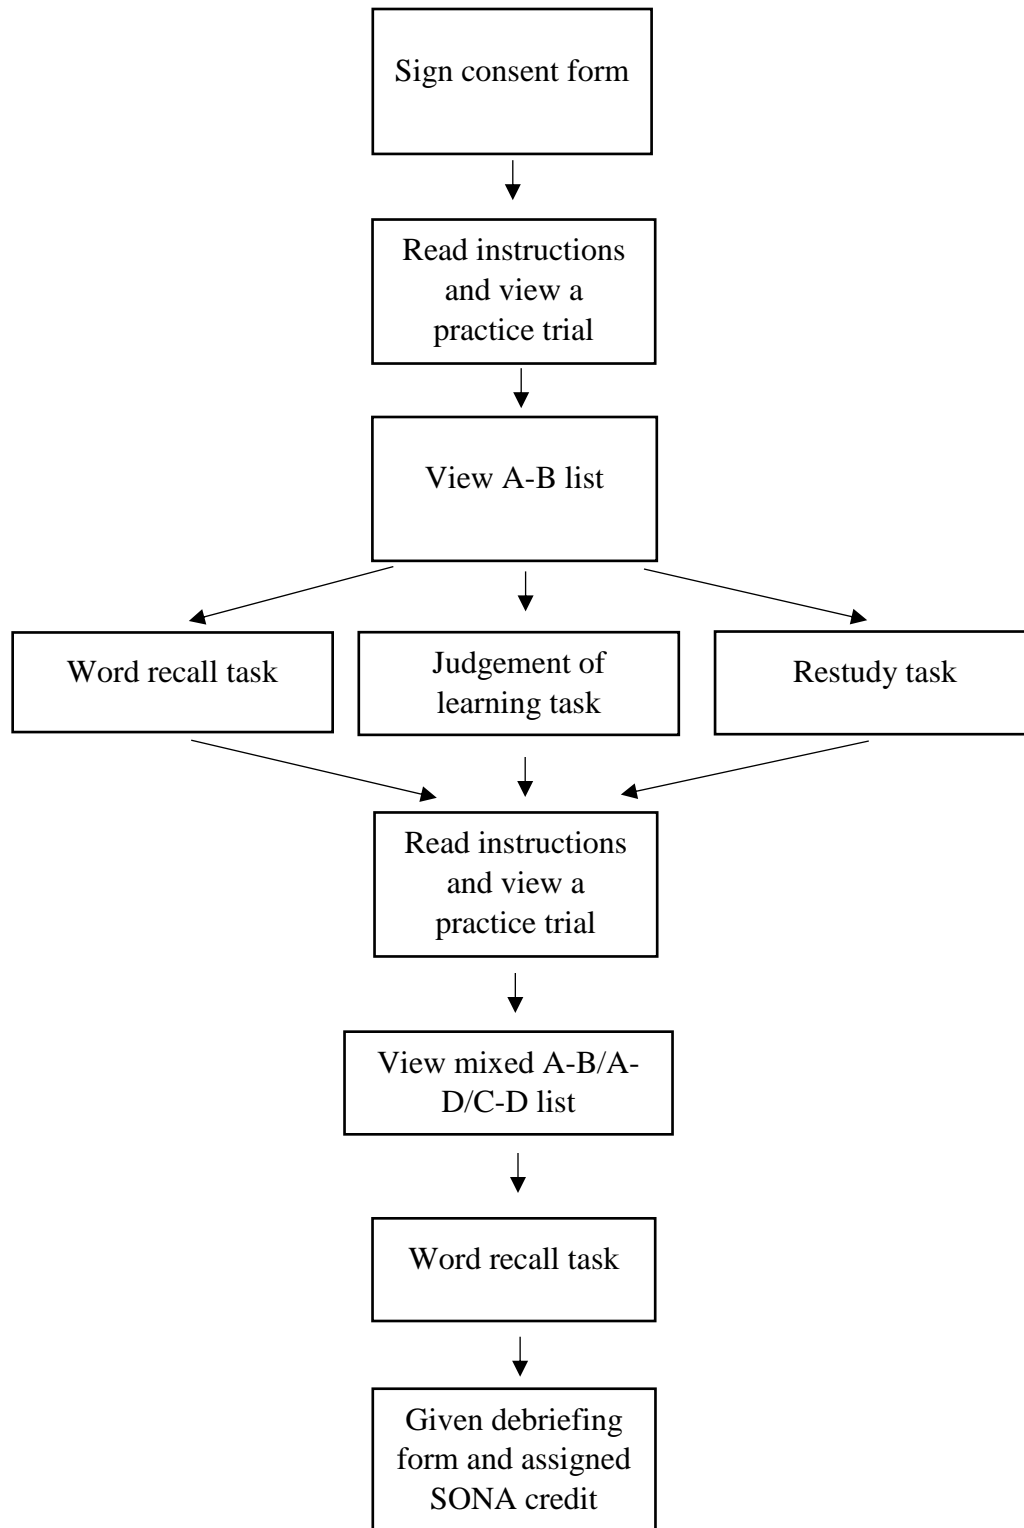 Sign consent form
Read instructions
and view a
practice trial
View A-B list
Word recall task
Judgement of
learning task
Restudy task
Read instructions
and view a
practice trial
View mixed A-B/A-
D/C-D list
Word recall task
Given debriefing
form and assigned
SONA credit